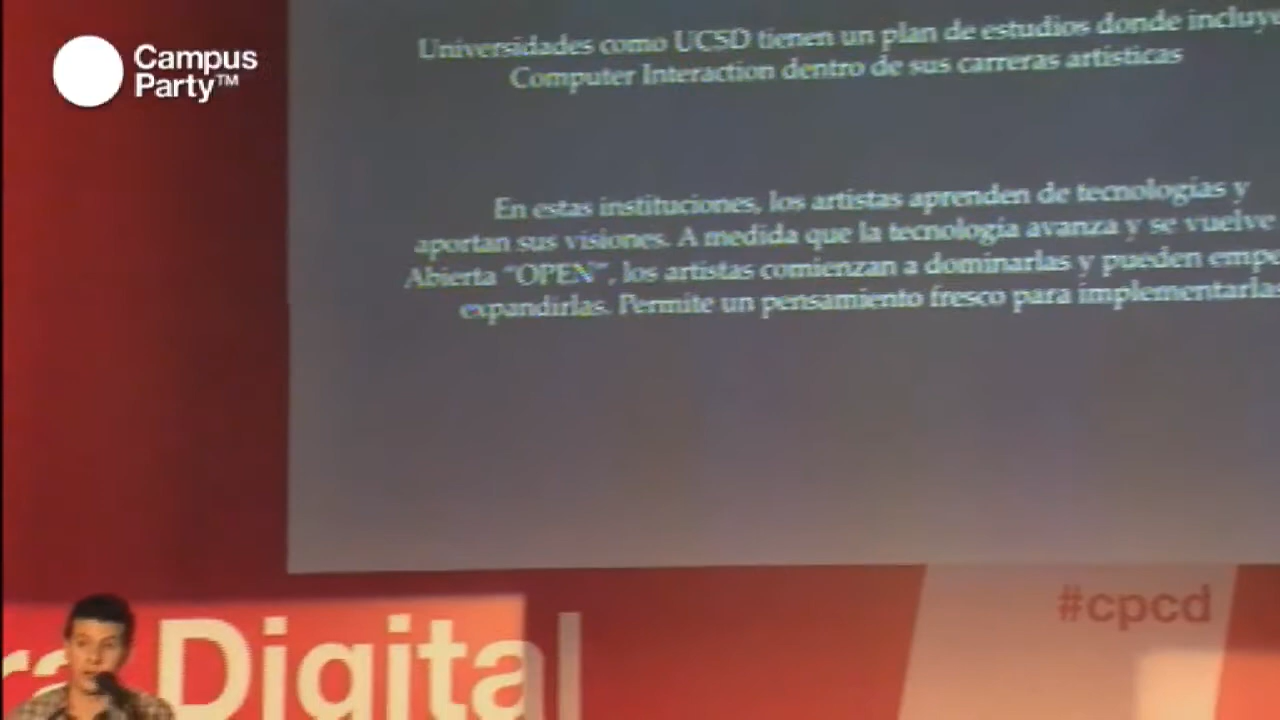 Campus
Party™
Universidades como UCSD tienen un plan de estudios donde incluye
Computer Interaction dentro de sus carreras artísticas
En estas instituciones, los artistas aprenden de tecnologías y
aportan sus visiones. A medida que la tecnología avanza y se vuelve
Abierta "OPEN", los artistas comienzan a dominarlas y pueden empe
expandirlas. Permite un pensamiento fresco para implementarlas
#cpcd
ra Digital